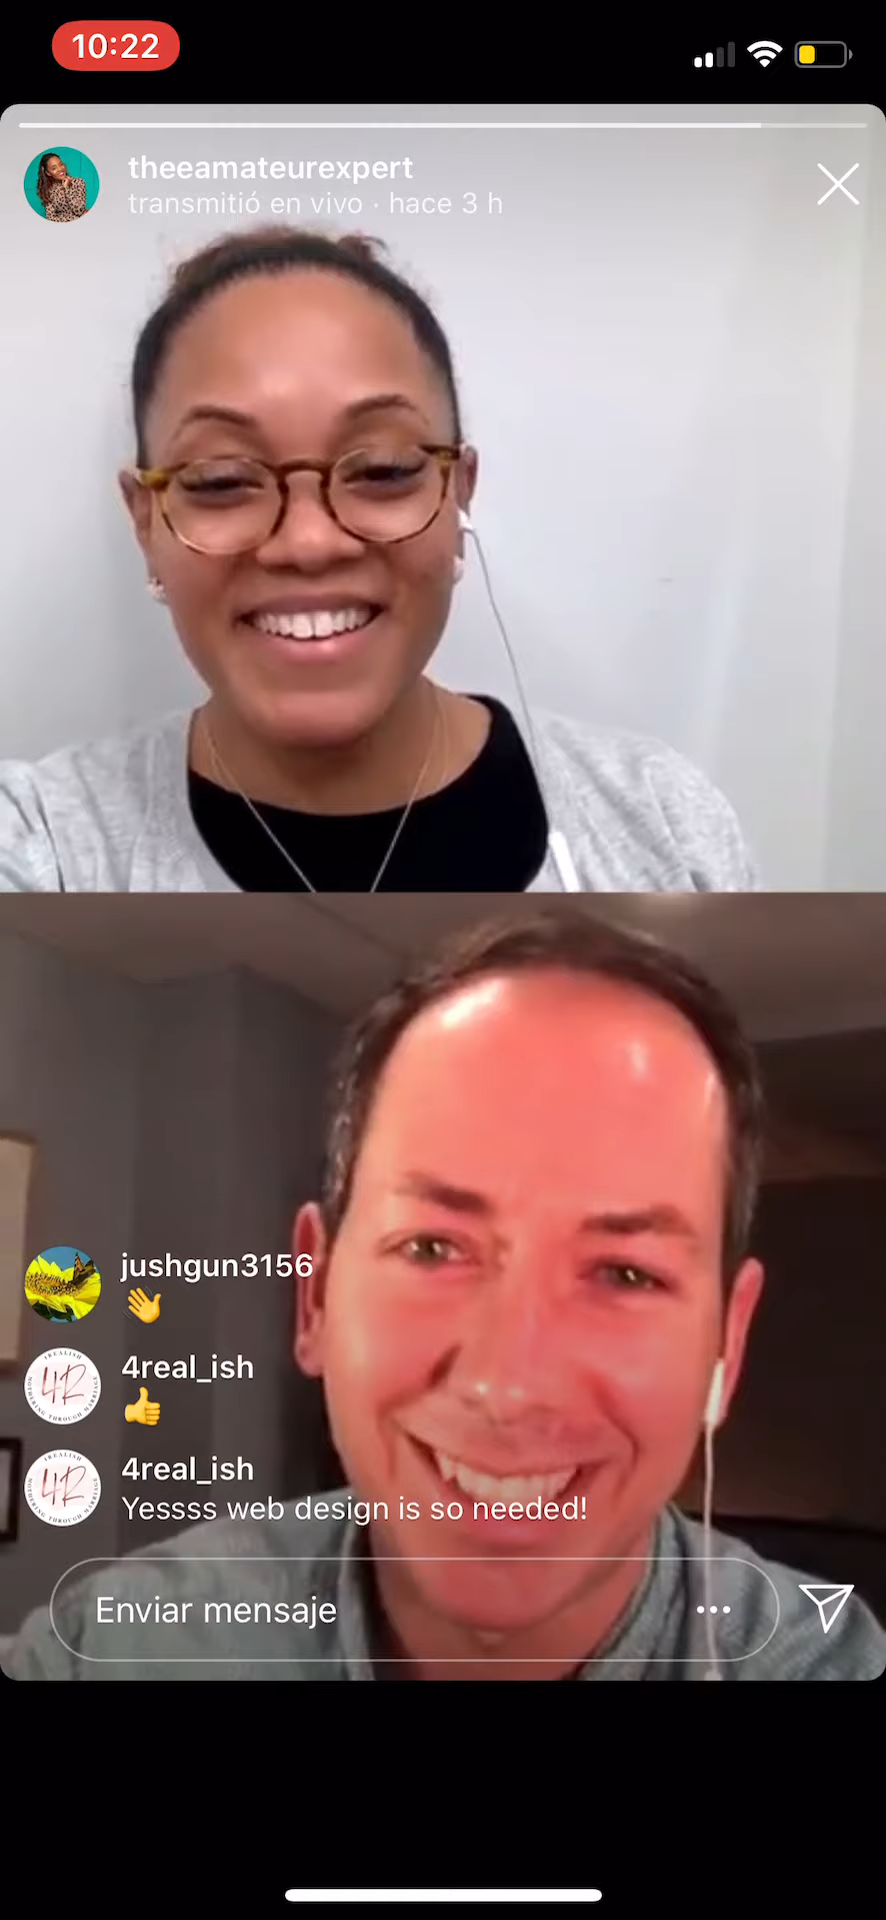 10:22
theeamateurexpert
transmitió en vivo · hace 3 h
jushgun3156
👋
4real_ish
👍
4real_ish
Yessss web design is so needed!
Enviar mensaje